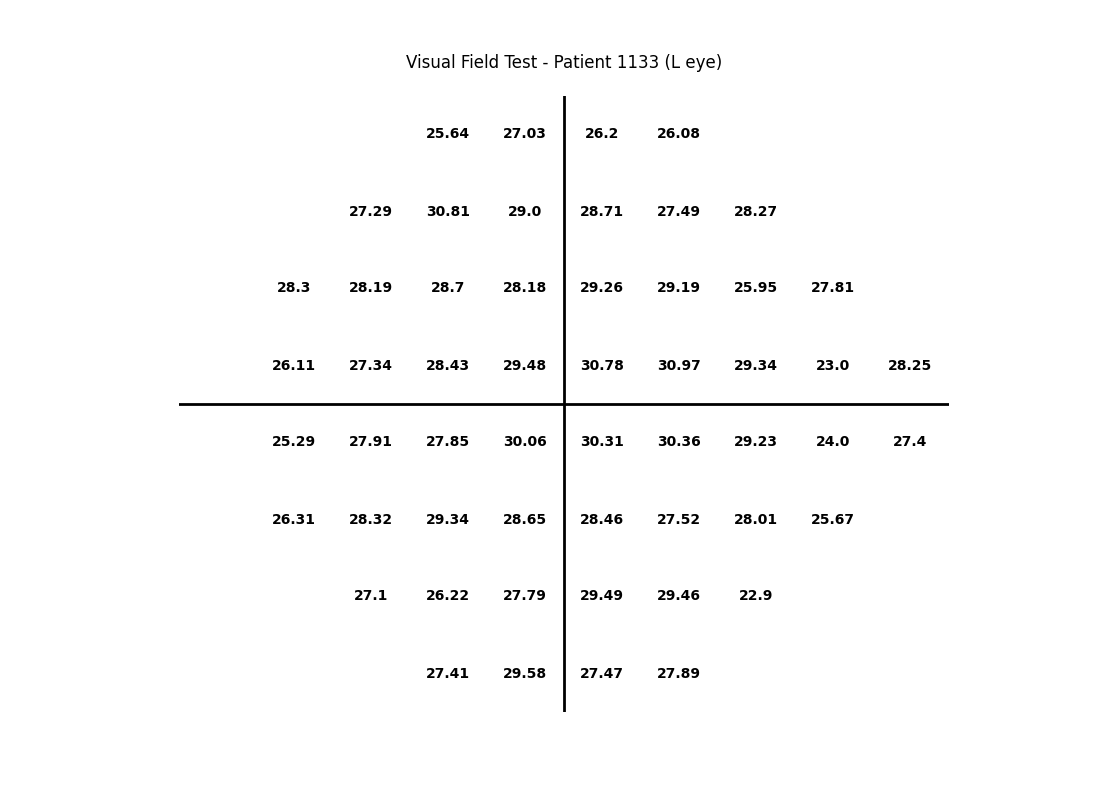 Visual Field Test - Patient 1133 (L eye)
25.64 27.03 26.2 26.08
27.29 30.81 29.0 28.71 27.49 28.27
28.3 28.19 28.7 28.18 29.26 29.19 25.95 27.81
26.11 27.34 28.43 29.48 30.78 30.97 29.34 23.0 28.25
25.29 27.91 27.85 30.06 30.31 30.36 29.23 24.0 27.4
26.31 28.32 29.34 28.65 28.46 27.52 28.01 25.67
27.1 26.22 27.79 29.49 29.46 22.9
27.41 29.58 27.47 27.89